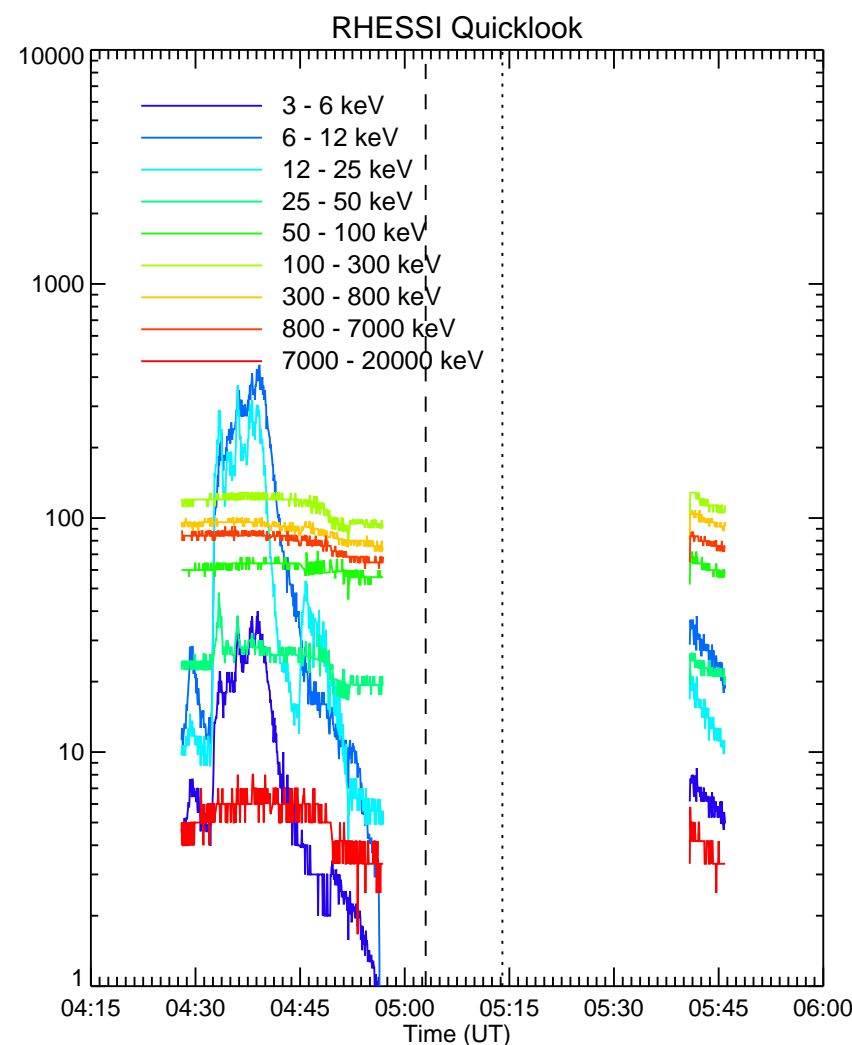 RHESSI Quicklook
10000
1000
100
10
1
3 - 6 keV
6 - 12 keV
12 - 25 keV
25 - 50 keV
50 - 100 keV
100 - 300 keV
300 - 800 keV
800 - 7000 keV
7000 - 20000 keV
04:15 04:30 04:45 05:00 05:15 05:30 05:45 06:00
Time (UT)